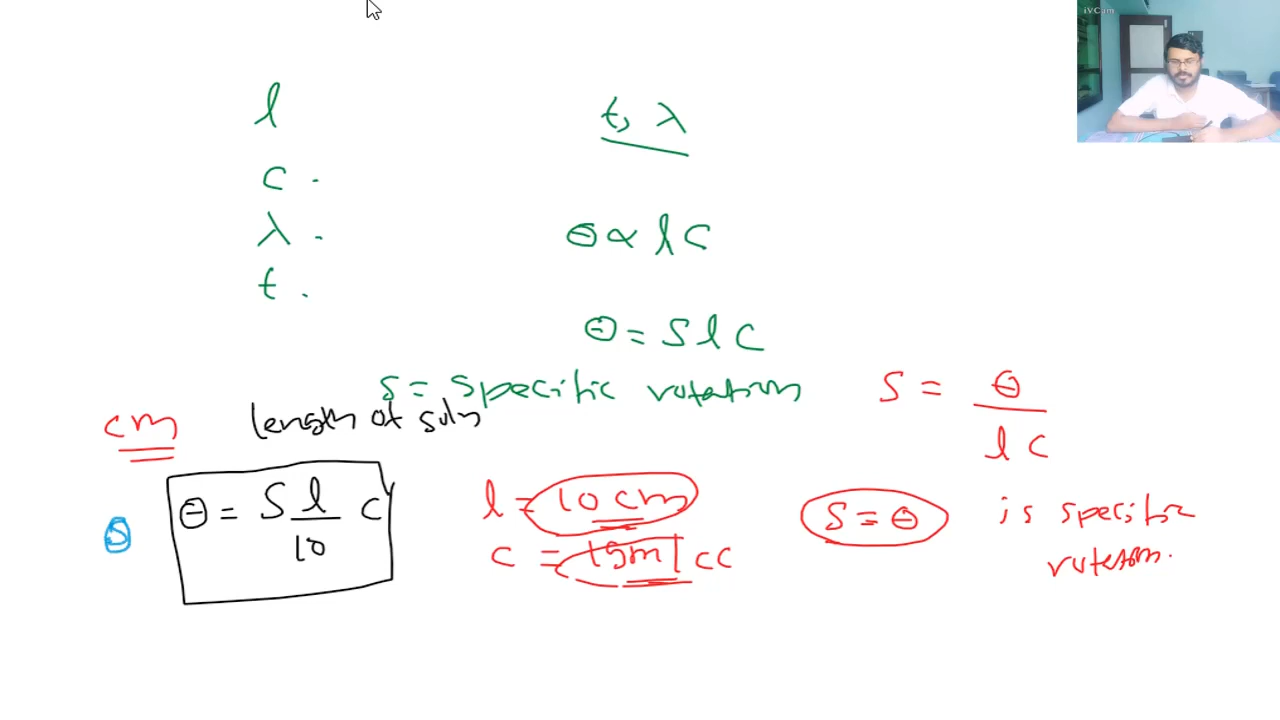 iVCam
l
t, λ
c .
λ .
θ ∝ l c
t .
θ = S l C
S = specific rotation
S = θ / l c
cm
length of soln
θ = S l / 10 C
l = 10 cm
S = θ is specific
rotation.
S
c = 1gm/cc